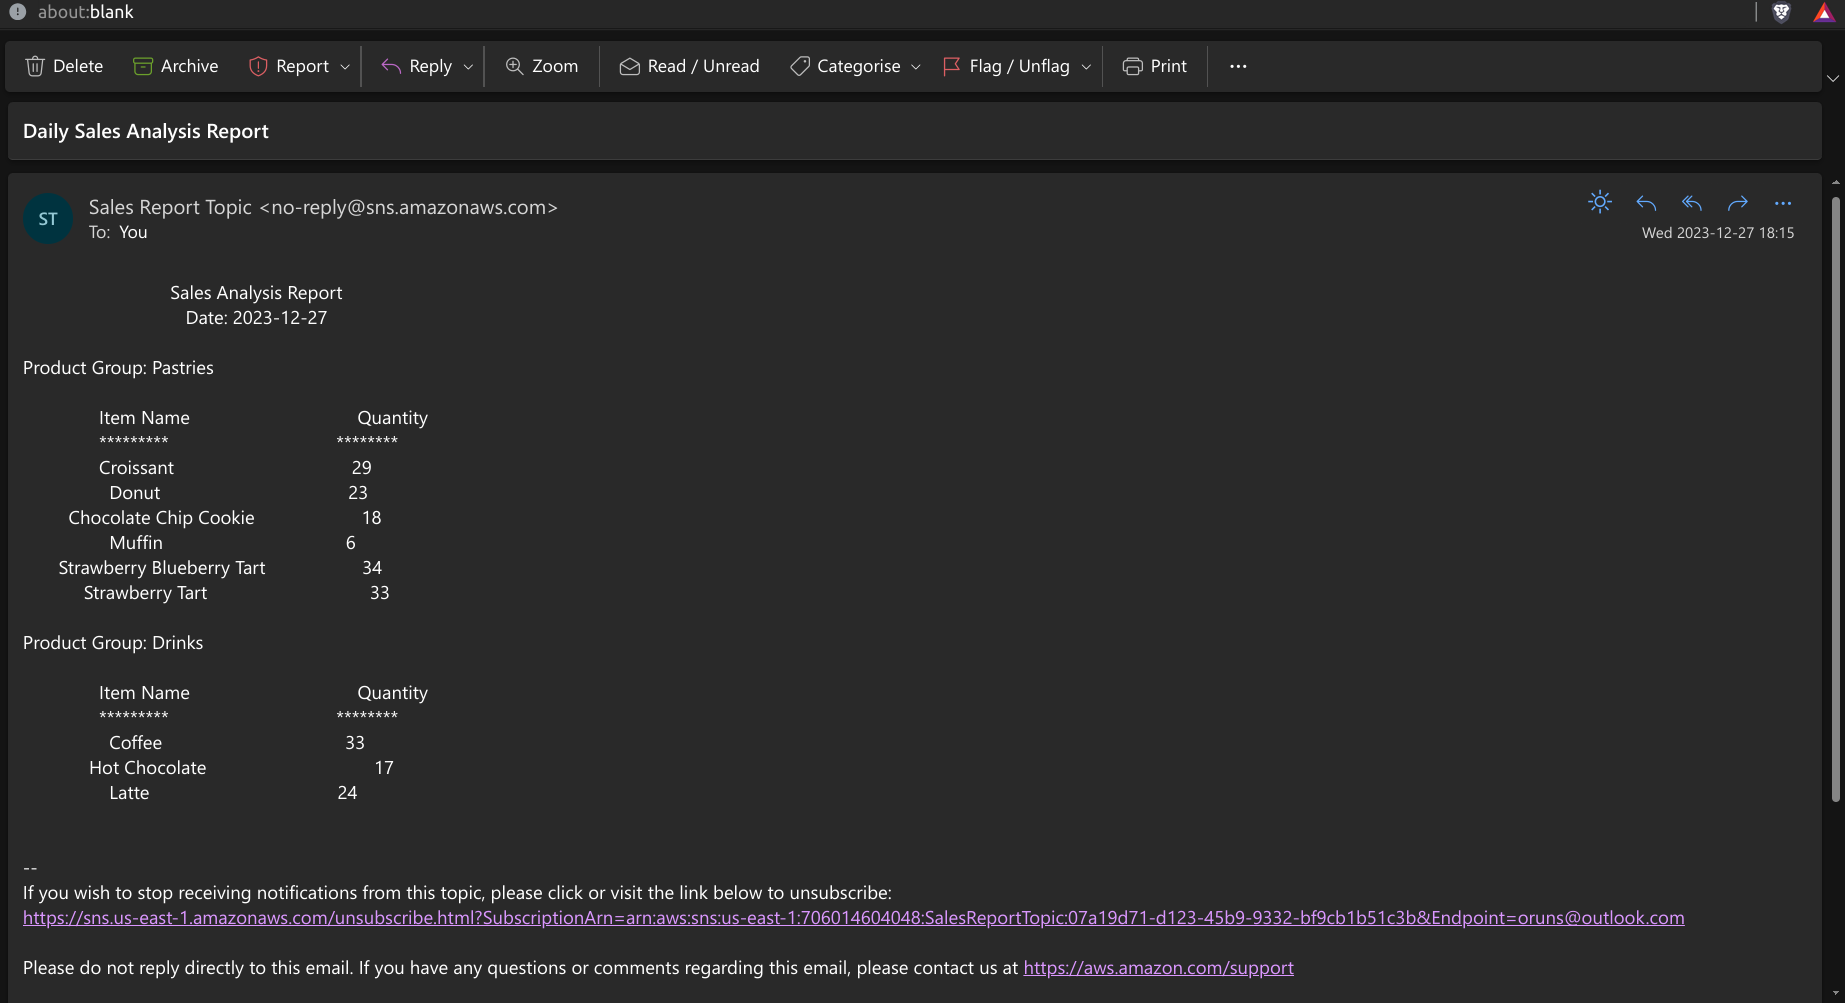 about:blank
Delete Archive Report Reply Zoom Read / Unread Categorise Flag / Unflag Print ...
Daily Sales Analysis Report
ST
Sales Report Topic <no-reply@sns.amazonaws.com>
To: You
Wed 2023-12-27 18:15
Sales Analysis Report
Date: 2023-12-27
Product Group: Pastries
Item Name Quantity
********* ********
Croissant 29
Donut 23
Chocolate Chip Cookie 18
Muffin 6
Strawberry Blueberry Tart 34
Strawberry Tart 33
Product Group: Drinks
Item Name Quantity
********* ********
Coffee 33
Hot Chocolate 17
Latte 24
--
If you wish to stop receiving notifications from this topic, please click or visit the link below to unsubscribe:
https://sns.us-east-1.amazonaws.com/unsubscribe.html?SubscriptionArn=arn:aws:sns:us-east-1:706014604048:SalesReportTopic:07a19d71-d123-45b9-9332-bf9cb1b51c3b&Endpoint=oruns@outlook.com
Please do not reply directly to this email. If you have any questions or comments regarding this email, please contact us at https://aws.amazon.com/support